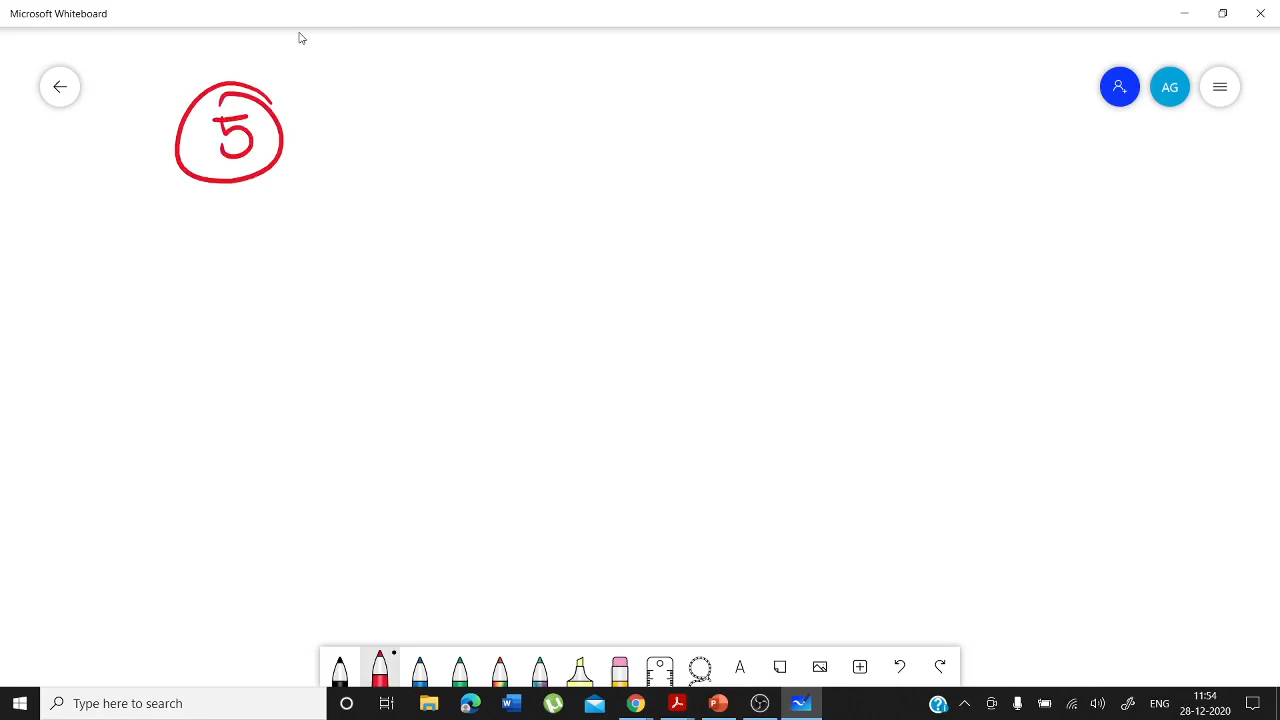 Microsoft Whiteboard
5
AG
A
Type here to search
W
P
?
ENG
11:54
28-12-2020